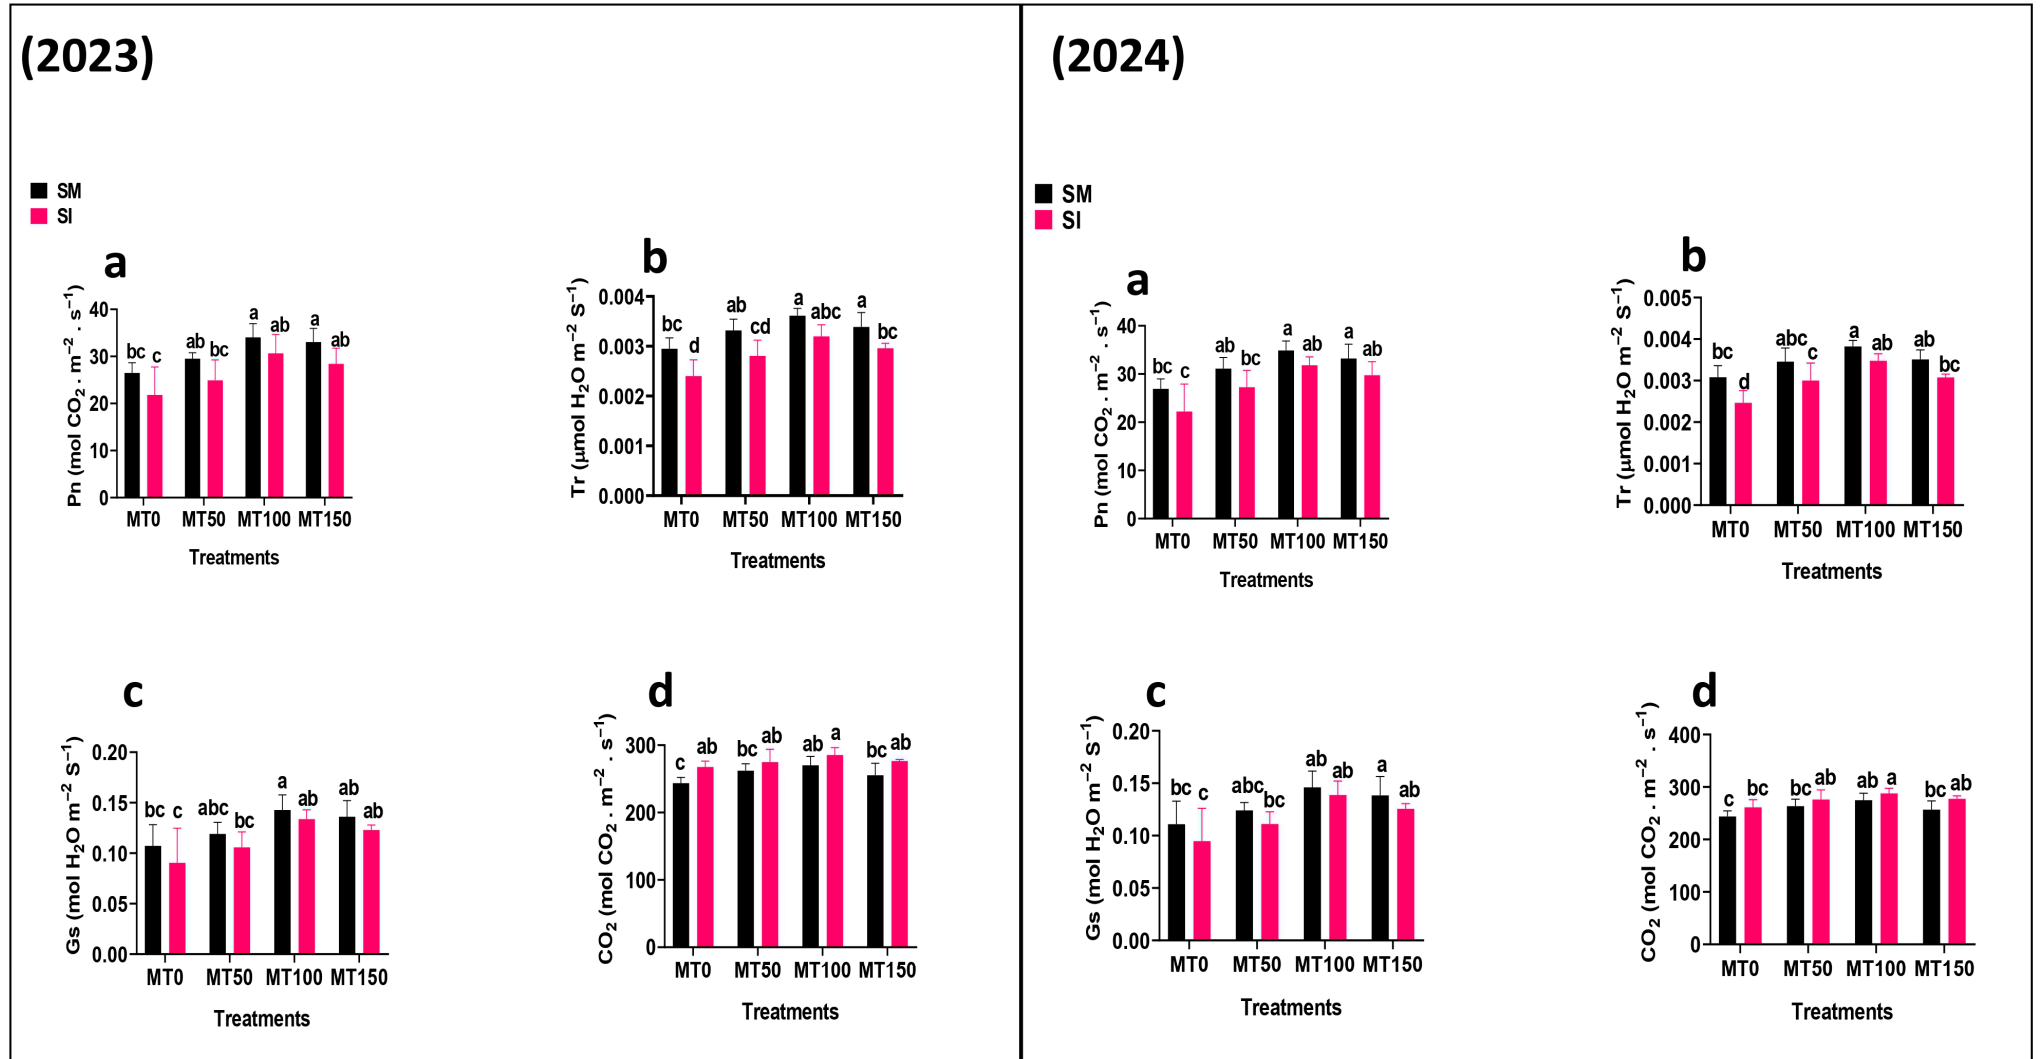 (2023)
SM
SI
a
Pn (mol CO₂ . m⁻² . s⁻¹)
40
30
20
10
0
bc c ab bc a ab a ab
MT0 MT50 MT100 MT150
Treatments
b
Tr (μmol H₂O m⁻² S⁻¹)
0.004
0.003
0.002
0.001
0.000
bc d ab cd a abc a bc
MT0 MT50 MT100 MT150
Treatments
c
Gs (mol H₂O m⁻² S⁻¹)
0.20
0.15
0.10
0.05
0.00
bc c abc bc a ab ab ab
MT0 MT50 MT100 MT150
Treatments
d
CO₂ (mol CO₂ . m⁻² . s⁻¹)
300
200
100
0
c ab bc ab ab a bc ab
MT0 MT50 MT100 MT150
Treatments
(2024)
SM
SI
a
Pn (mol CO₂ . m⁻² . s⁻¹)
40
30
20
10
0
bc c ab bc a ab a ab
MT0 MT50 MT100 MT150
Treatments
b
Tr (μmol H₂O m⁻² S⁻¹)
0.005
0.004
0.003
0.002
0.001
0.000
bc d abc c a ab ab bc
MT0 MT50 MT100 MT150
Treatments
c
Gs (mol H₂O m⁻² S⁻¹)
0.20
0.15
0.10
0.05
0.00
bc c abc bc ab ab a ab
MT0 MT50 MT100 MT150
Treatments
d
CO₂ (mol CO₂ . m⁻² . s⁻¹)
400
300
200
100
0
c bc bc ab ab a bc ab
MT0 MT50 MT100 MT150
Treatments